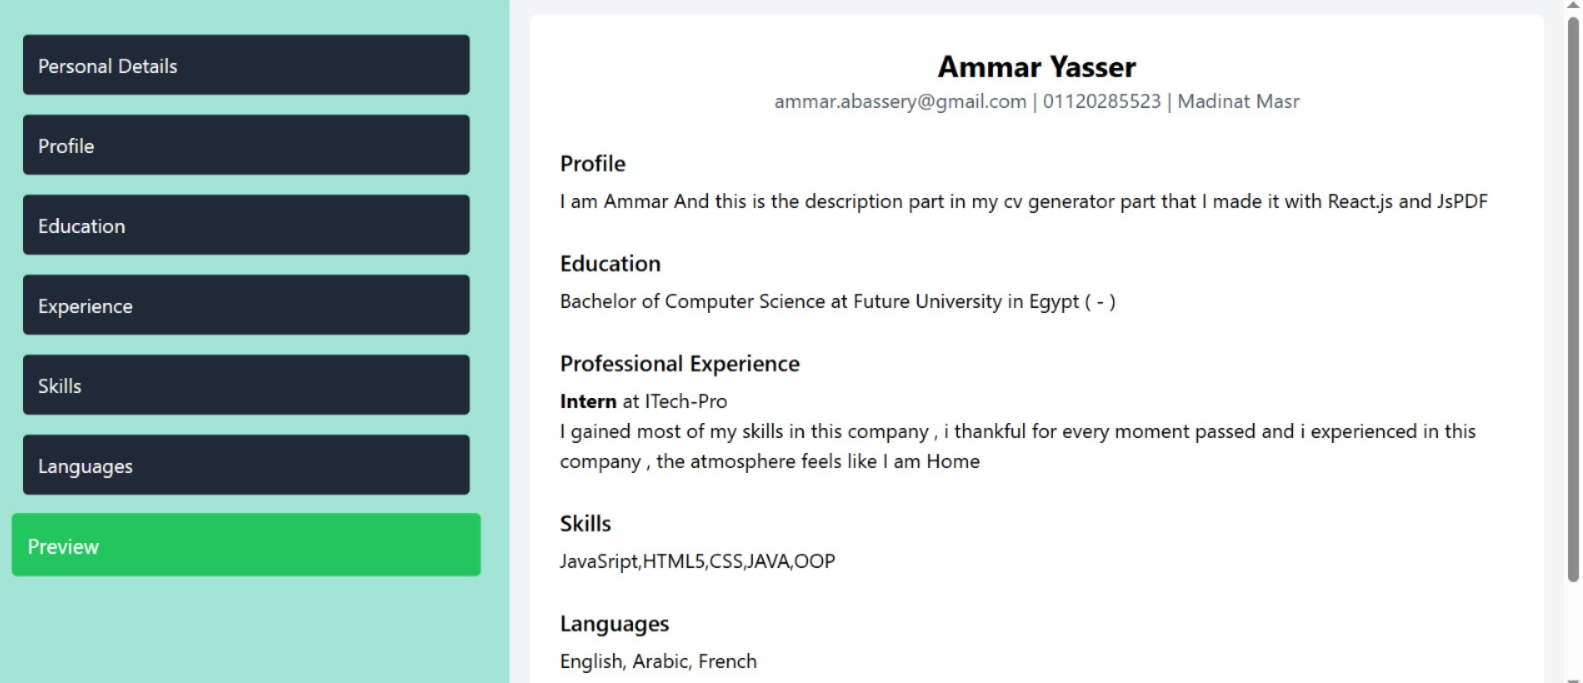 Personal Details
Profile
Education
Experience
Skills
Languages
Preview
Ammar Yasser
ammar.abassery@gmail.com | 01120285523 | Madinat Masr
Profile
I am Ammar And this is the description part in my cv generator part that I made it with React.js and JsPDF
Education
Bachelor of Computer Science at Future University in Egypt ( - )
Professional Experience
Intern at ITech-Pro
I gained most of my skills in this company , i thankful for every moment passed and i experienced in this
company , the atmosphere feels like I am Home
Skills
JavaSript,HTML5,CSS,JAVA,OOP
Languages
English, Arabic, French